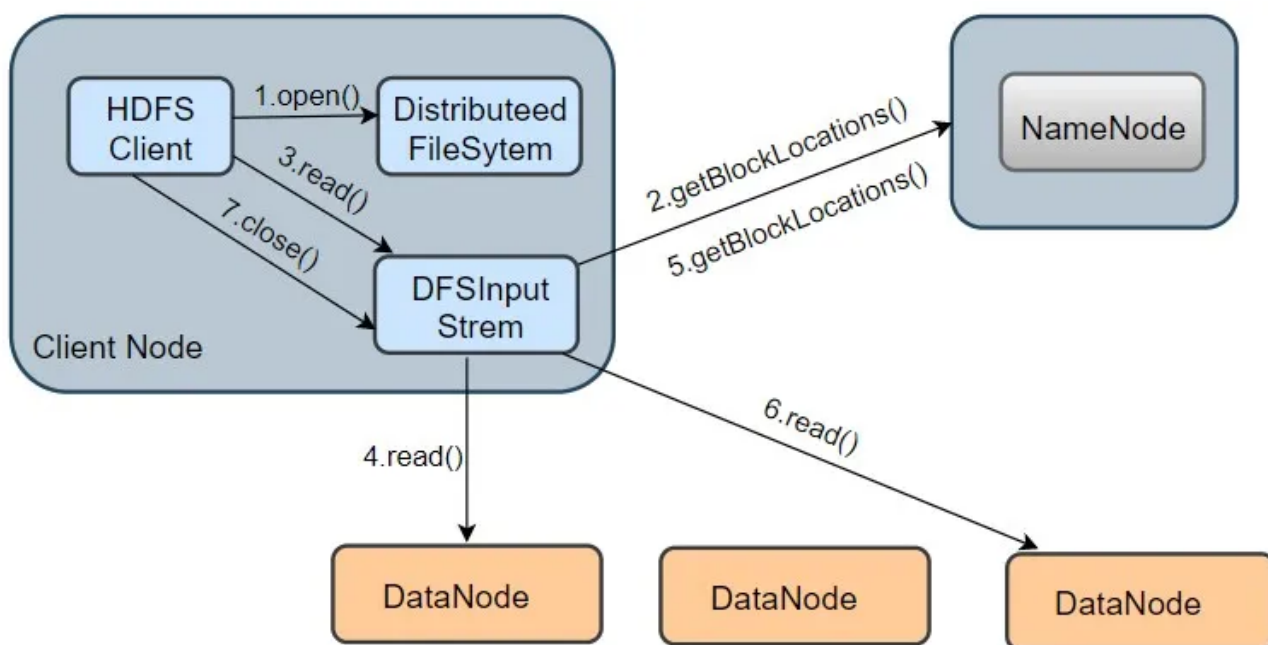 HDFS
Client
1.open()
Distributeed
FileSytem
3.read()
7.close()
DFSInput
Strem
Client Node
2.getBlockLocations()
5.getBlockLocations()
NameNode
4.read()
6.read()
DataNode
DataNode
DataNode